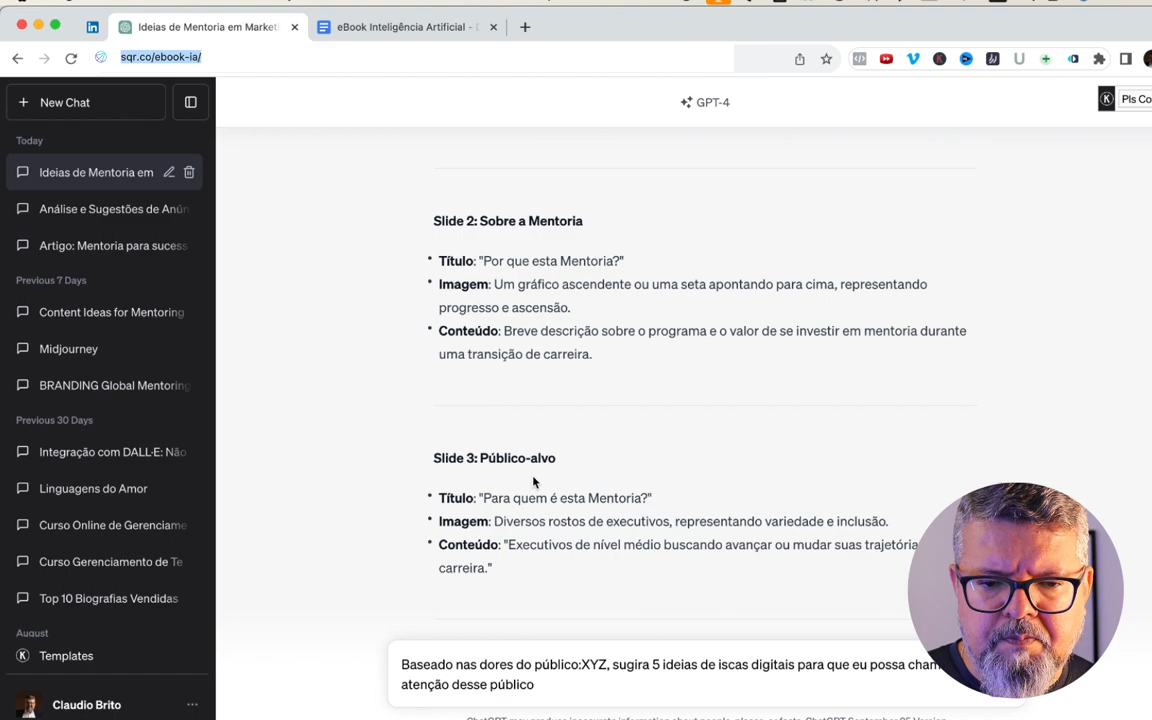 Ideias de Mentoria em Marketi
eBook Inteligência Artificial -
sqr.co/ebook-ia/
New Chat
GPT-4
Pls Co
Today
Ideias de Mentoria em
Análise e Sugestões de Anún
Artigo: Mentoria para sucess
Previous 7 Days
Content Ideas for Mentoring
Midjourney
BRANDING Global Mentoring
Previous 30 Days
Integração com DALL·E: Não
Linguagens do Amor
Curso Online de Gerenciame
Curso Gerenciamento de Te
Top 10 Biografias Vendidas
August
Templates
Claudio Brito
Slide 2: Sobre a Mentoria
• Título: "Por que esta Mentoria?"
• Imagem: Um gráfico ascendente ou uma seta apontando para cima, representando
progresso e ascensão.
• Conteúdo: Breve descrição sobre o programa e o valor de se investir em mentoria durante
uma transição de carreira.
Slide 3: Público-alvo
• Título: "Para quem é esta Mentoria?"
• Imagem: Diversos rostos de executivos, representando variedade e inclusão.
• Conteúdo: "Executivos de nível médio buscando avançar ou mudar suas trajetória
carreira."
Baseado nas dores do público:XYZ, sugira 5 ideias de iscas digitais para que eu possa cham
atenção desse público